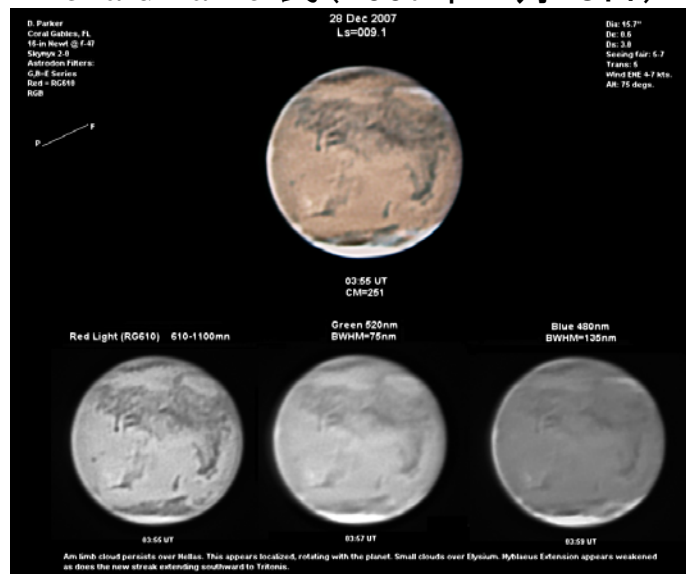 28 Dec 2007
Ls=009.1
D. Parker
Coral Gables, FL
16-in Newt @ f-47
Skynyx 2-0
Astrodon Filters:
G,B=E Series
Red = RG610
RGB
Dia: 15.7"
De: 0.6
Ds: 3.8
Seeing fair: 5-7
Trans: 5
Wind ENE 4-7 kts.
Alt: 75 degs.
P
F
03:55 UT
CM=251
Red Light (RG610) 610-1100mn
Green 520nm
BWHM=75nm
Blue 480nm
BWHM=135nm
03:55 UT
03:57 UT
03:59 UT
Am limb cloud persists over Hellas. This appears localized, rotating with the planet. Small clouds over Elysium. Hyblaeus Extension appears weakened
as does the new streak extending southward to Tritonis.